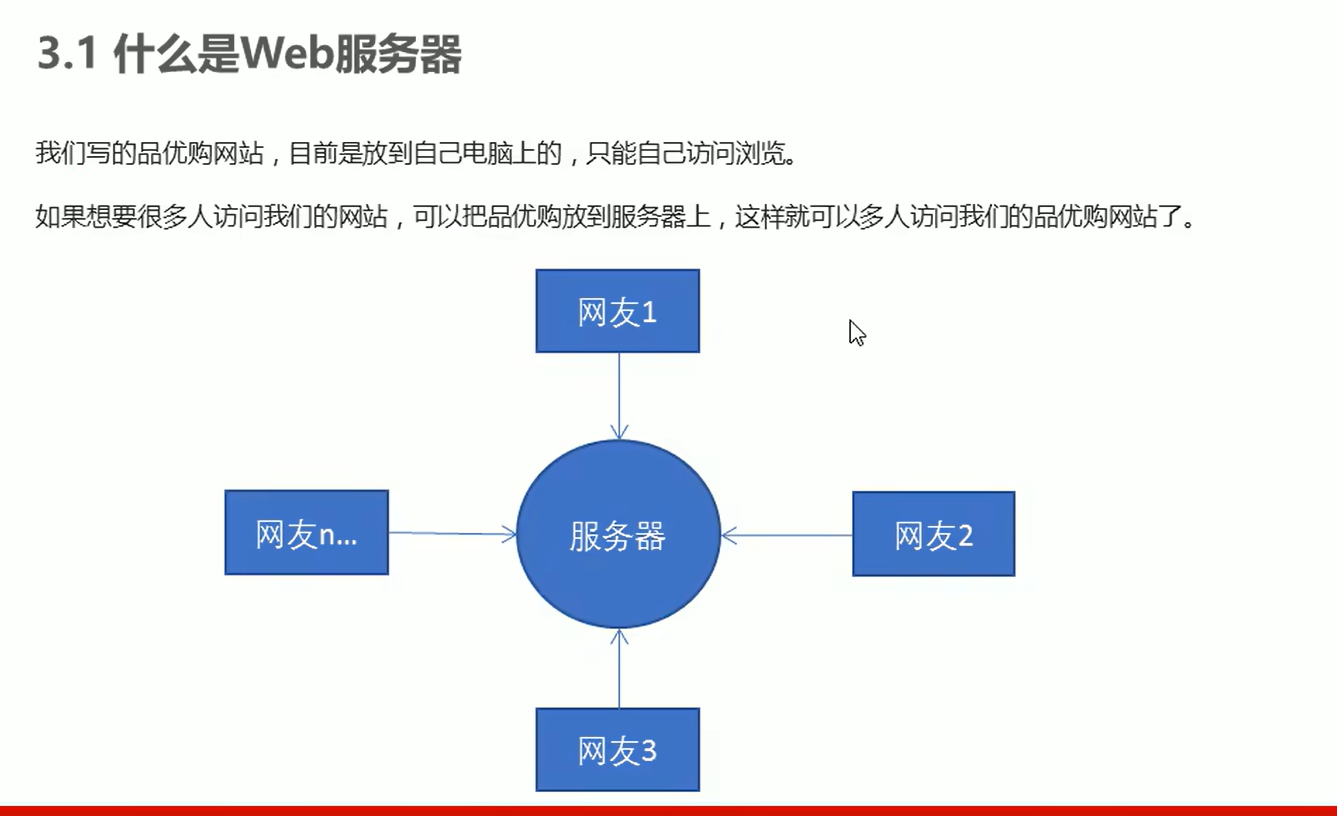 3.1 什么是Web服务器
我们写的品优购网站，目前是放到自己电脑上的，只能自己访问浏览。
如果想要很多人访问我们的网站，可以把品优购放到服务器上，这样就可以多人访问我们的品优购网站了。
网友1
网友n...
服务器
网友2
网友3